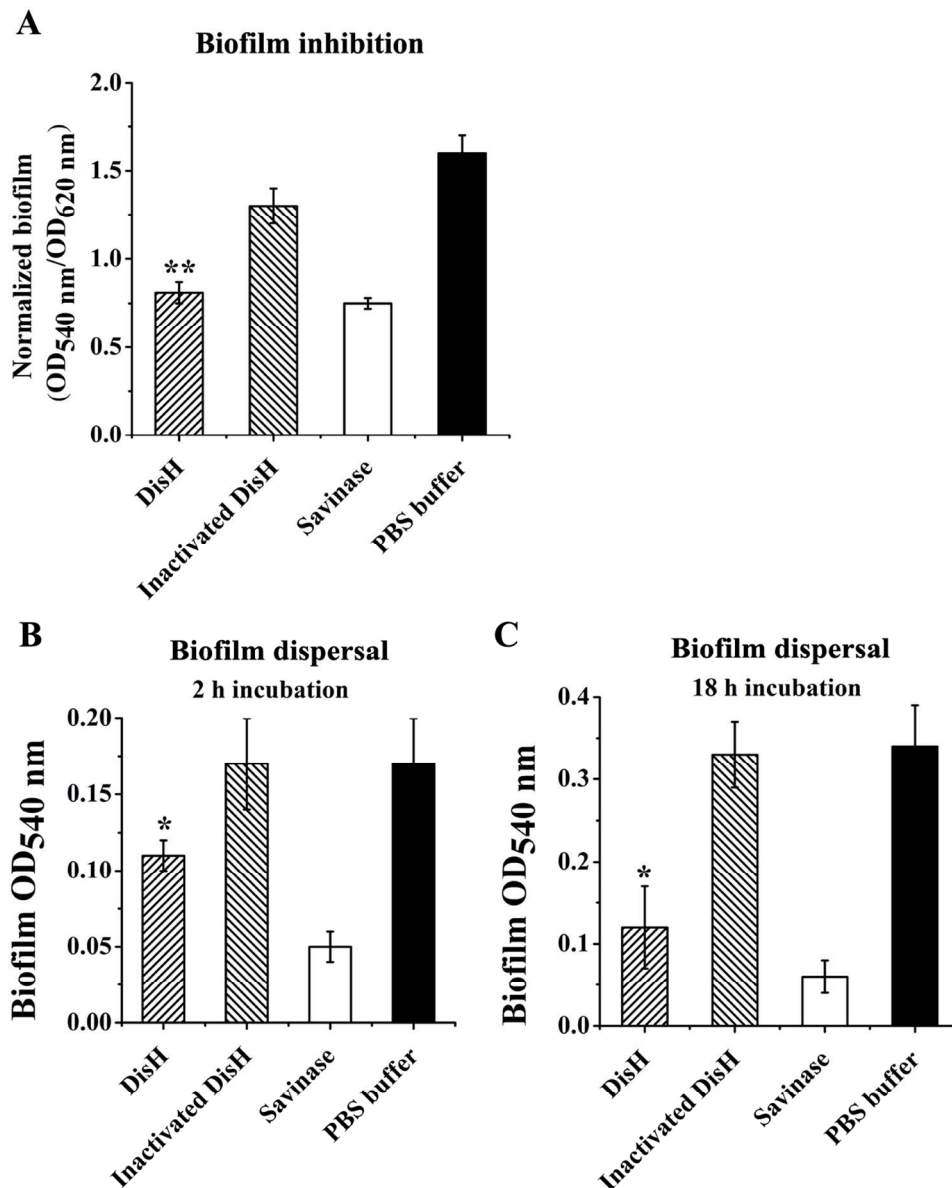 A
Biofilm inhibition
Normalized biofilm
(OD540 nm/OD620 nm)
2.0
1.5
1.0
0.5
0.0
**
DisH
Inactivated DisH
Savinase
PBS buffer
B
Biofilm dispersal
2 h incubation
Biofilm OD540 nm
0.20
0.15
0.10
0.05
0.00
*
DisH
Inactivated DisH
Savinase
PBS buffer
C
Biofilm dispersal
18 h incubation
Biofilm OD540 nm
0.4
0.3
0.2
0.1
0.0
*
DisH
Inactivated DisH
Savinase
PBS buffer